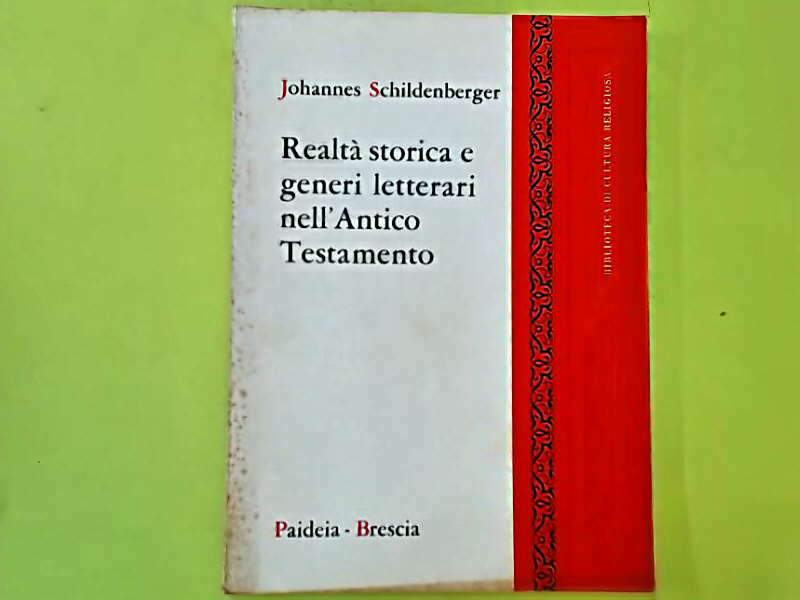 Johannes Schildenberger
Realtà storica e
generi letterari
nell'Antico
Testamento
Paideia - Brescia
BIBLIOTECA DI CULTURA RELIGIOSA